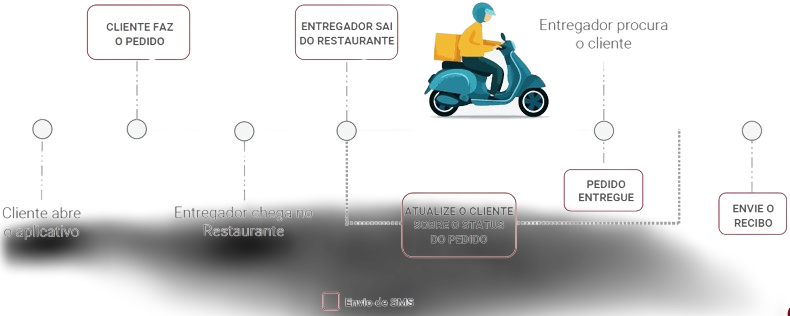 CLIENTE FAZ
O PEDIDO
ENTREGADOR SAI
DO RESTAURANTE
Entregador procura
o cliente
Cliente abre
o aplicativo
Entregador chega no
Restaurante
ATUALIZE O CLIENTE
SOBRE O STATUS
DO PEDIDO
PEDIDO
ENTREGUE
ENVIE O
RECIBO
Envio de SMS